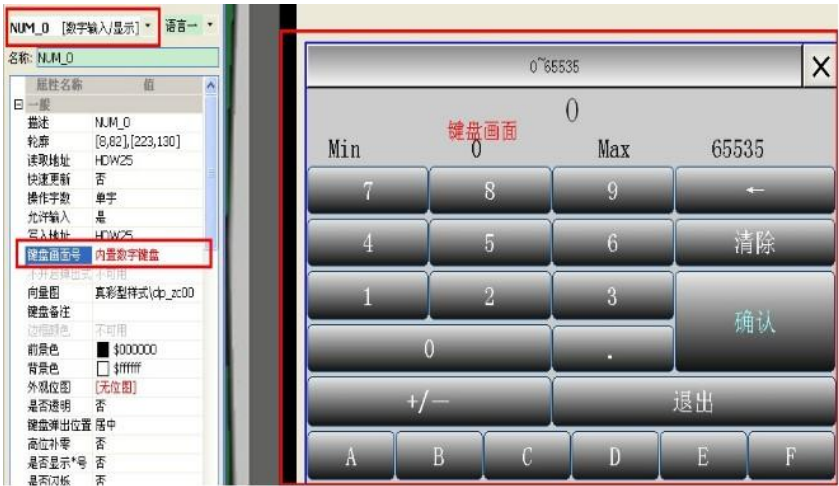 NUM_0 [数字输入/显示] 语言一
名称: NUM_0
属性名称 值
一般
描述 NUM_0
轮廓 [8,82],[223,130]
读取地址 HDW25
快速更新 否
操作字数 单字
允许输入 是
写入地址 HDW25
键盘画面号 内置数字键盘
不可用
向量图 真彩型样式\dp_zc00
键盘备注
边框颜色 不可用
前景色 $000000
背景色 $ffffff
外观位图 [无位图]
是否透明 否
键盘弹出位置 居中
高位补零 否
是否显示*号 否
是否闪烁 否
0~65535 X
0
键盘画面
Min 0 Max 65535
7 8 9 ←
4 5 6 清除
1 2 3
确认
0 .
+/— 退出
A B C D E F